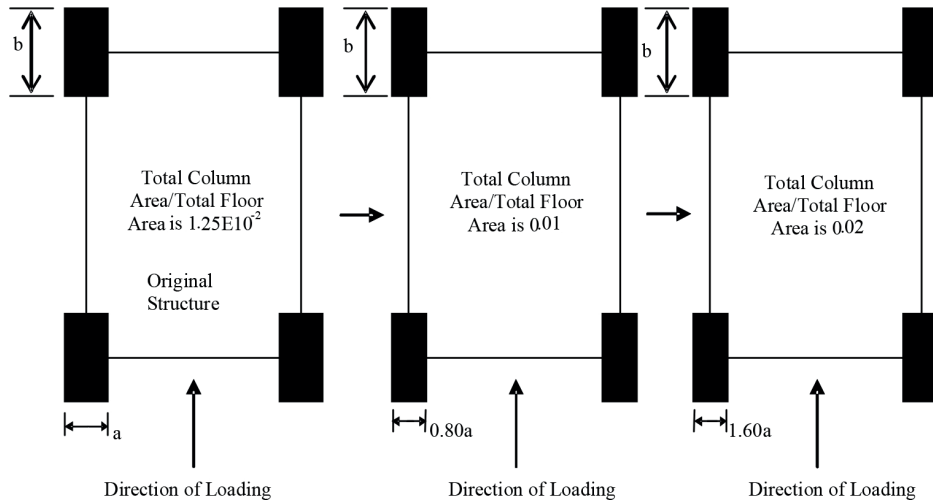 b
Total Column
Area/Total Floor
Area is 1.25E10⁻²
Original
Structure
a
Direction of Loading
b
Total Column
Area/Total Floor
Area is 0.01
0.80a
Direction of Loading
b
Total Column
Area/Total Floor
Area is 0.02
1.60a
Direction of Loading